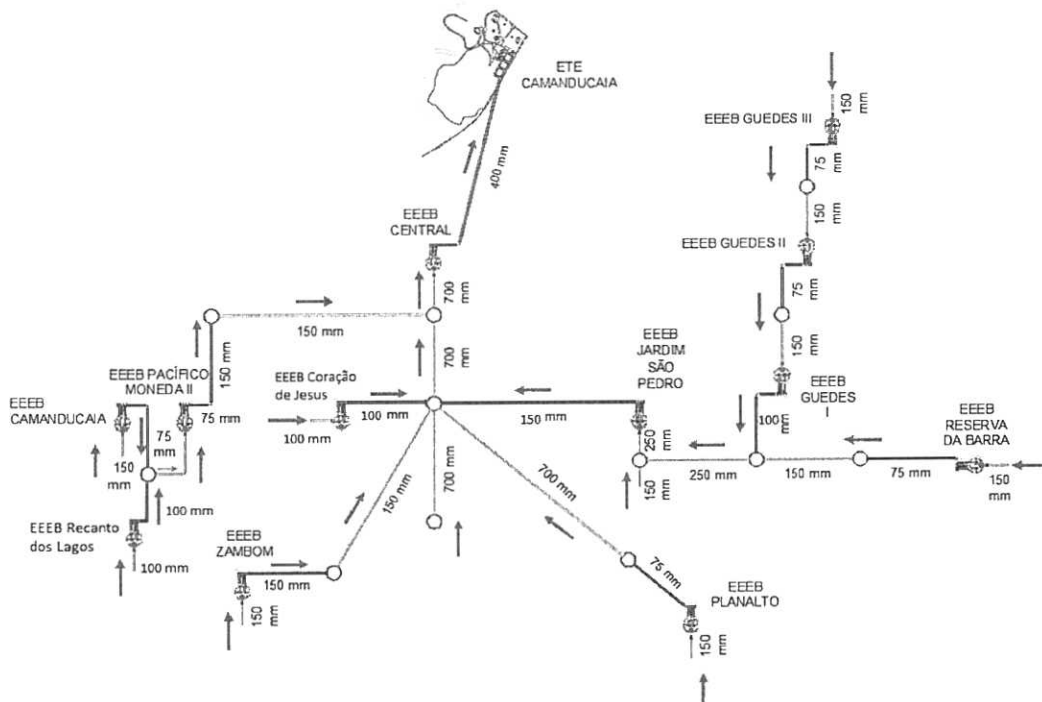 ETE
CAMANDUCAIA
150
mm
EEEB GUEDES III
75
mm
150
mm
400 mm
EEEB
CENTRAL
EEEB GUEDES II
75
mm
700
mm
150 mm
150
mm
700
mm
EEEB
JARDIM
SÃO
PEDRO
150 mm
EEEB PACÍFICO
MONEDA II
EEEB Coração
de Jesus
EEEB
GUEDES
I
EEEB
CAMANDUCAIA
75 mm
100 mm
150 mm
100 mm
100mm
EEEB
RESERVA
DA BARRA
75
mm
250
mm
150
mm
250 mm
150 mm
75 mm
150
mm
150
mm
700 mm
700 mm
150 mm
100 mm
EEEB Recanto
dos Lagos
EEEB
ZAMBOM
100 mm
150 mm
75 mm
EEEB
PLANALTO
150
mm
150
mm